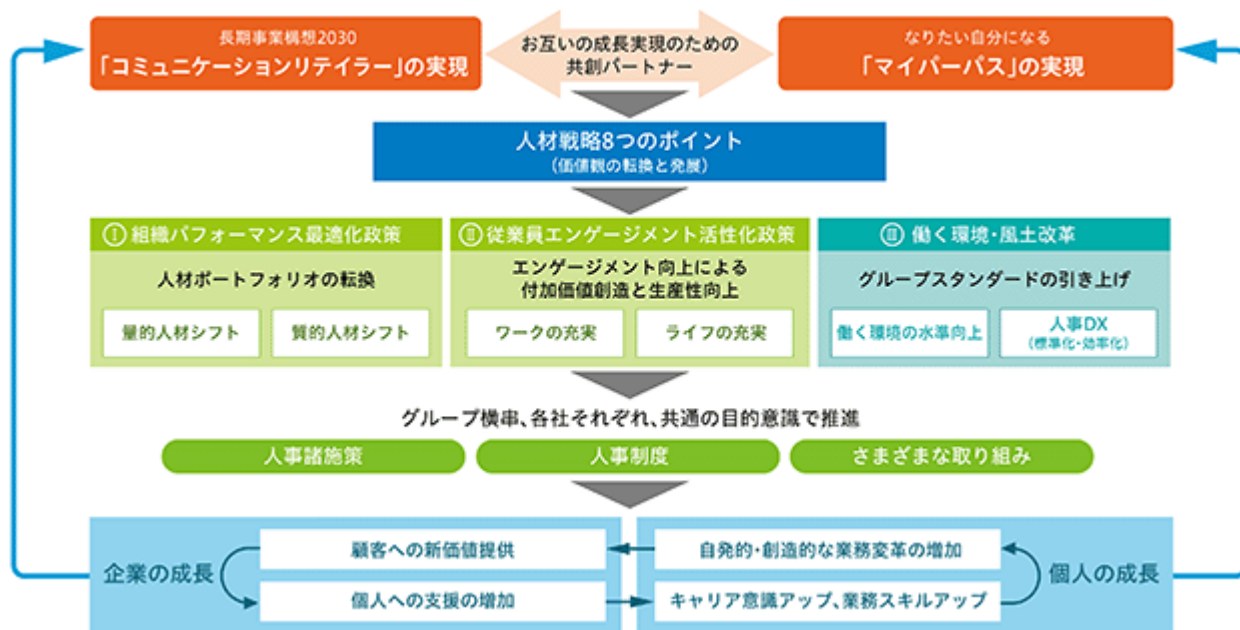 長期事業構想2030
「コミュニケーションリテイラー」の実現
お互いの成長実現のための
共創パートナー
なりたい自分になる
「マイパーパス」の実現
人材戦略8つのポイント
(価値観の転換と発展)
Ⅰ 組織パフォーマンス最適化政策
人材ポートフォリオの転換
量的人材シフト
質的人材シフト
Ⅱ 従業員エンゲージメント活性化政策
エンゲージメント向上による
付加価値創造と生産性向上
ワークの充実
ライフの充実
Ⅲ 働く環境・風土改革
グループスタンダードの引き上げ
働く環境の水準向上
人事DX
(標準化・効率化)
グループ横串、各社それぞれ、共通の目的意識で推進
人事諸施策
人事制度
さまざまな取り組み
企業の成長
顧客への新価値提供
個人への支援の増加
自発的・創造的な業務変革の増加
キャリア意識アップ、業務スキルアップ
個人の成長